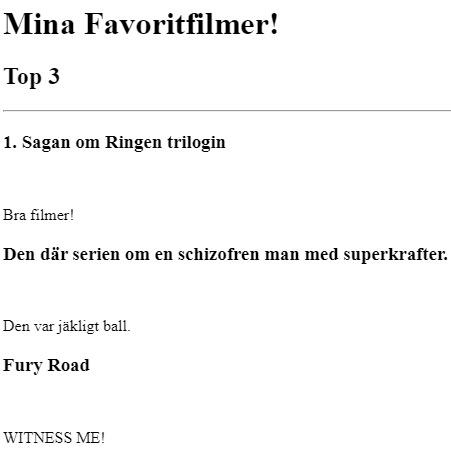 Mina Favoritfilmer!
Top 3
1. Sagan om Ringen trilogin
Bra filmer!
Den där serien om en schizofren man med superkrafter.
Den var jäkligt ball.
Fury Road
WITNESS ME!